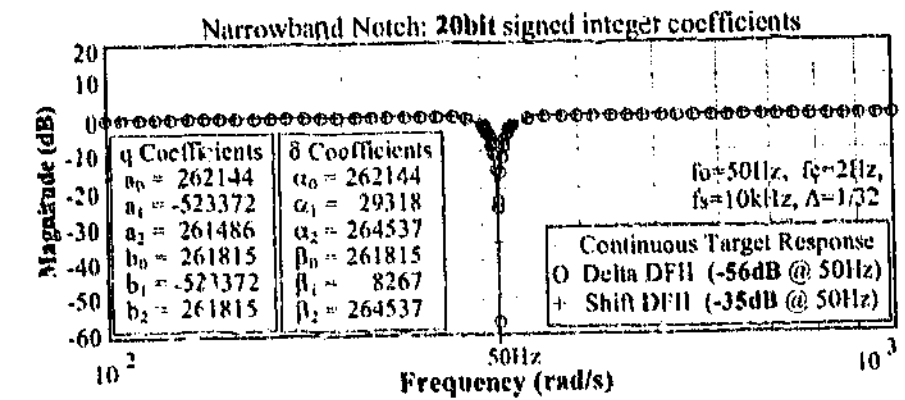 Narrowband Notch: 20bit signed integer coefficients
20
10
0
-10
-20
-30
-40
-50
-60
Magnitude (dB)
q Coefficients
a₀ = 262144
a₁ = -523372
a₂ = 261486
b₀ = 261815
b₁ = -523372
b₂ = 261815
δ Coefficients
α₀ = 262144
α₁ = 29318
α₂ = 264537
β₀ = 261815
β₁ = 8267
β₂ = 264537
fo=50Hz, fc=2Hz,
fs=10kHz, Δ=1/32
Continuous Target Response
O Delta DFII (-56dB @ 50Hz)
+ Shift DFII (-35dB @ 50Hz)
10²
50Hz
10³
Frequency (rad/s)